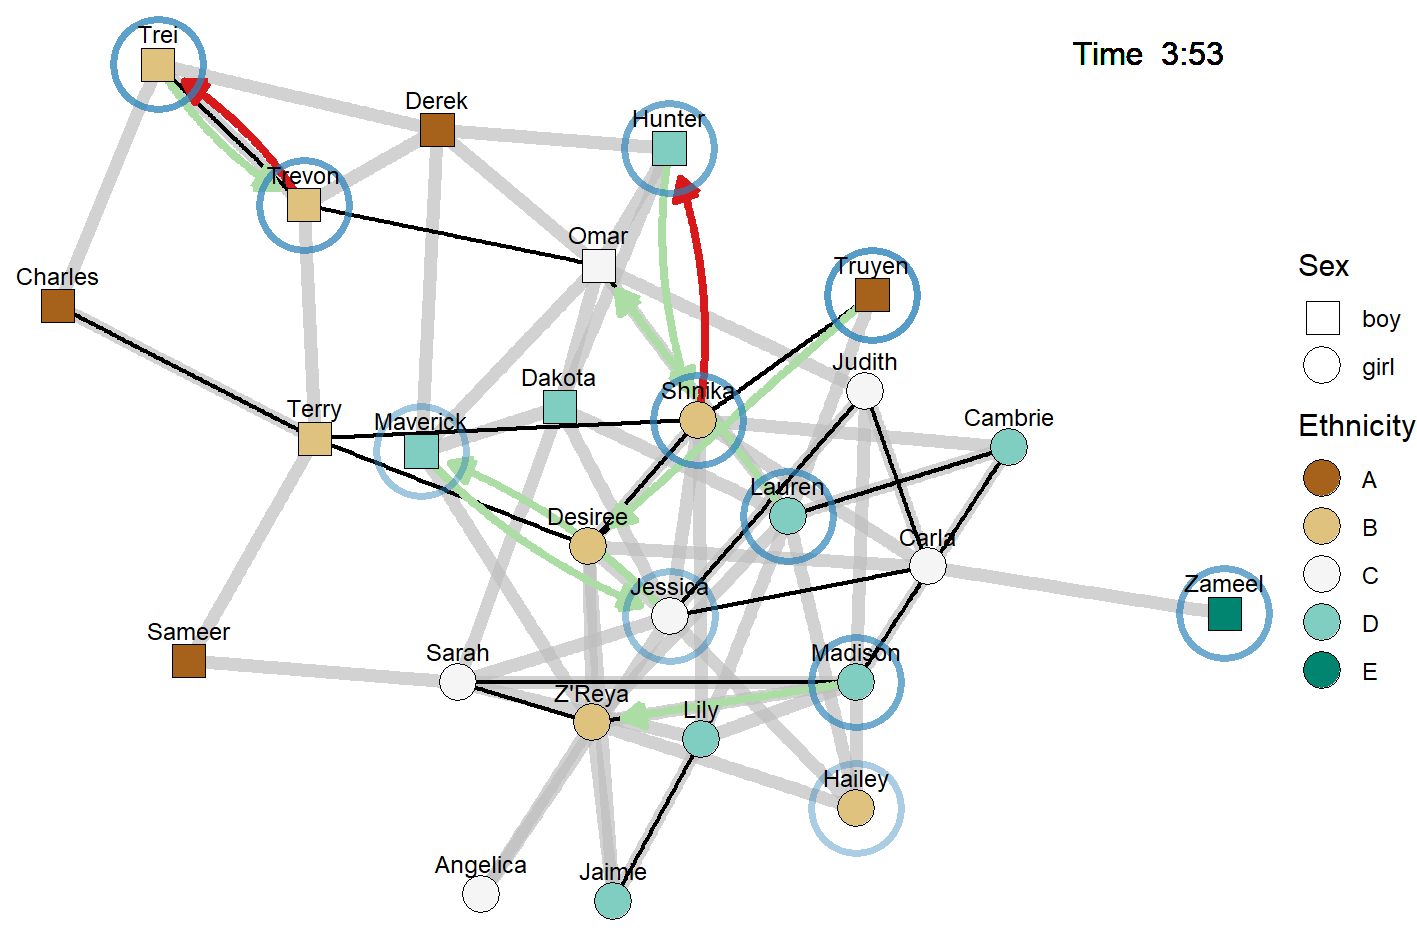 Trei
Time 3:53
Derek
Hunter
Trevon
Omar
Truyen
Sex
Charles
boy
Judith
girl
Dakota
Shnika
Terry
Maverick
Cambrie
Ethnicity
A
Lauren
Desiree
B
Carla
C
Jessica
Zameel
D
Sameer
Sarah
Madison
E
Z'Reya
Lily
Hailey
Angelica
Jaimie